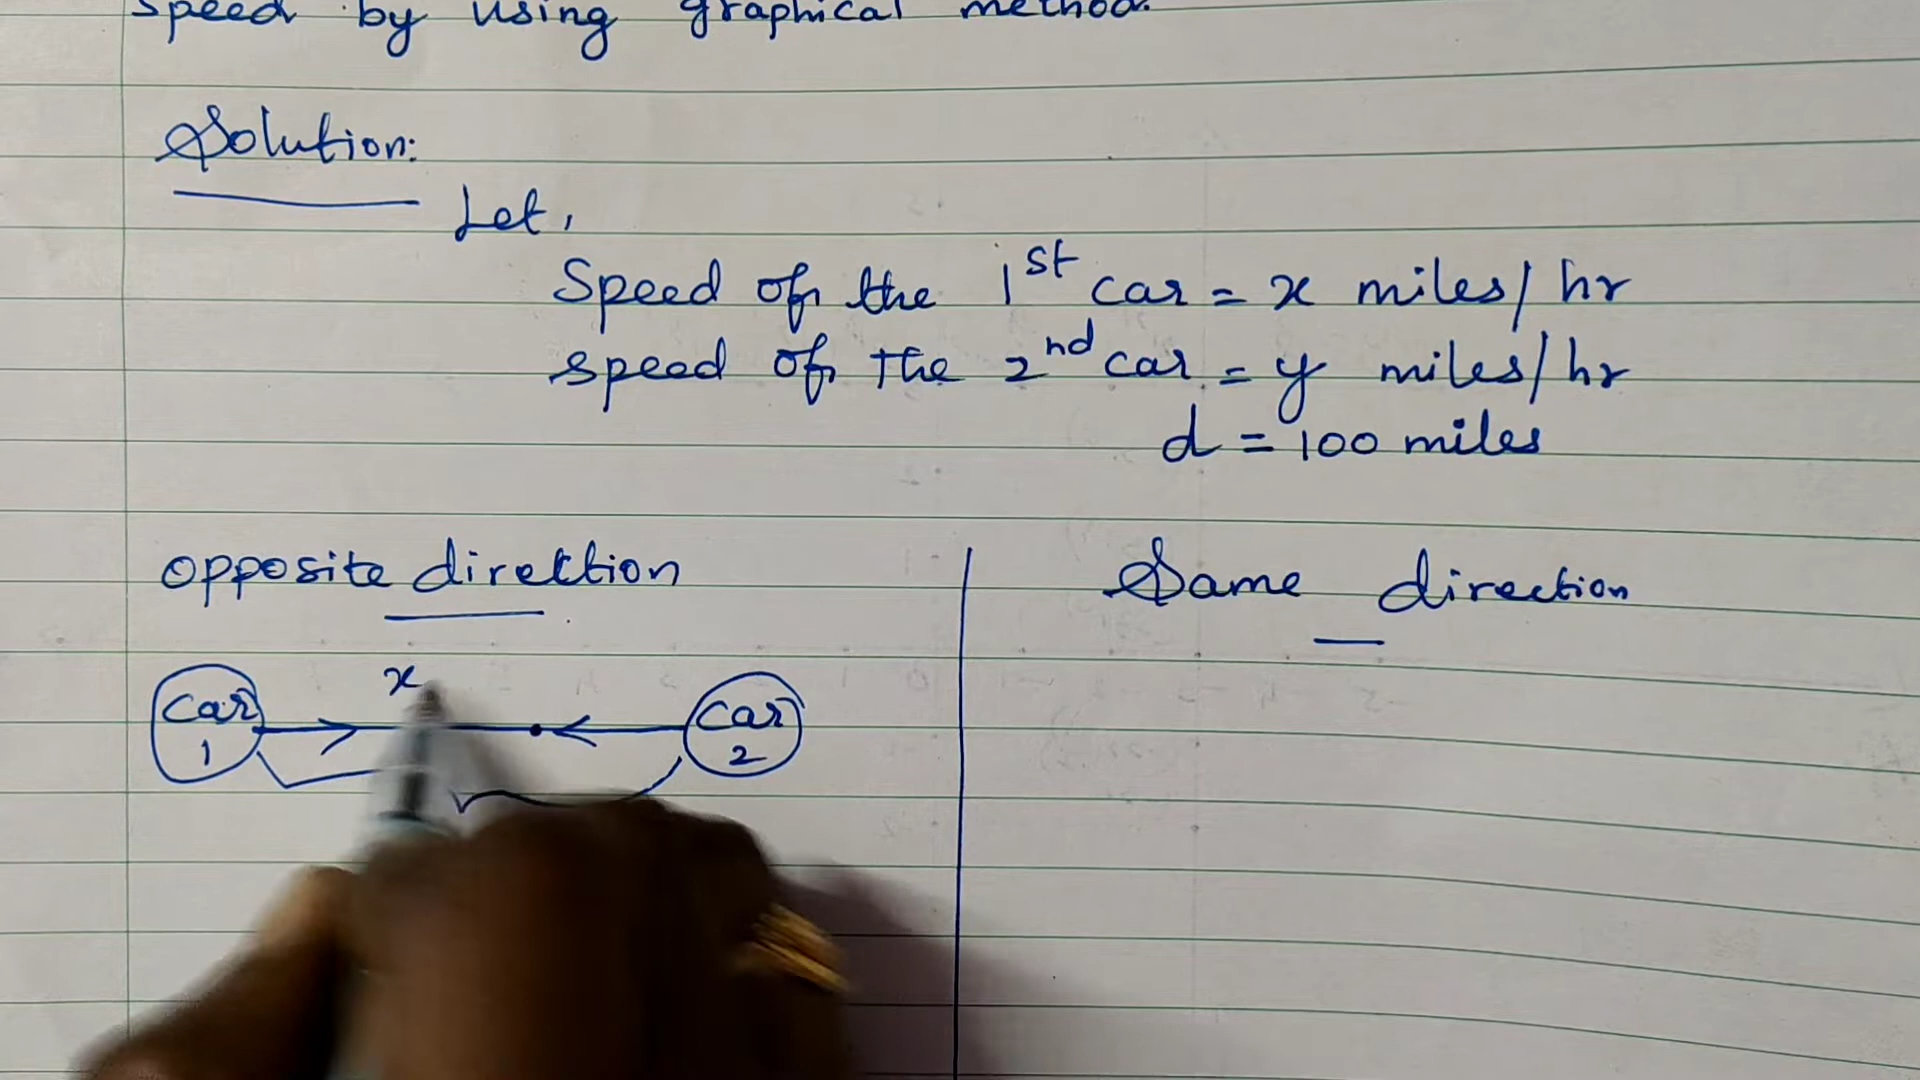 Speed by using graphical method.
Solution:
Let,
Speed of the 1st car = x miles/hr
speed of the 2nd car = y miles/hr
d = 100 miles
opposite direction
Same direction
x
car 1
car 2